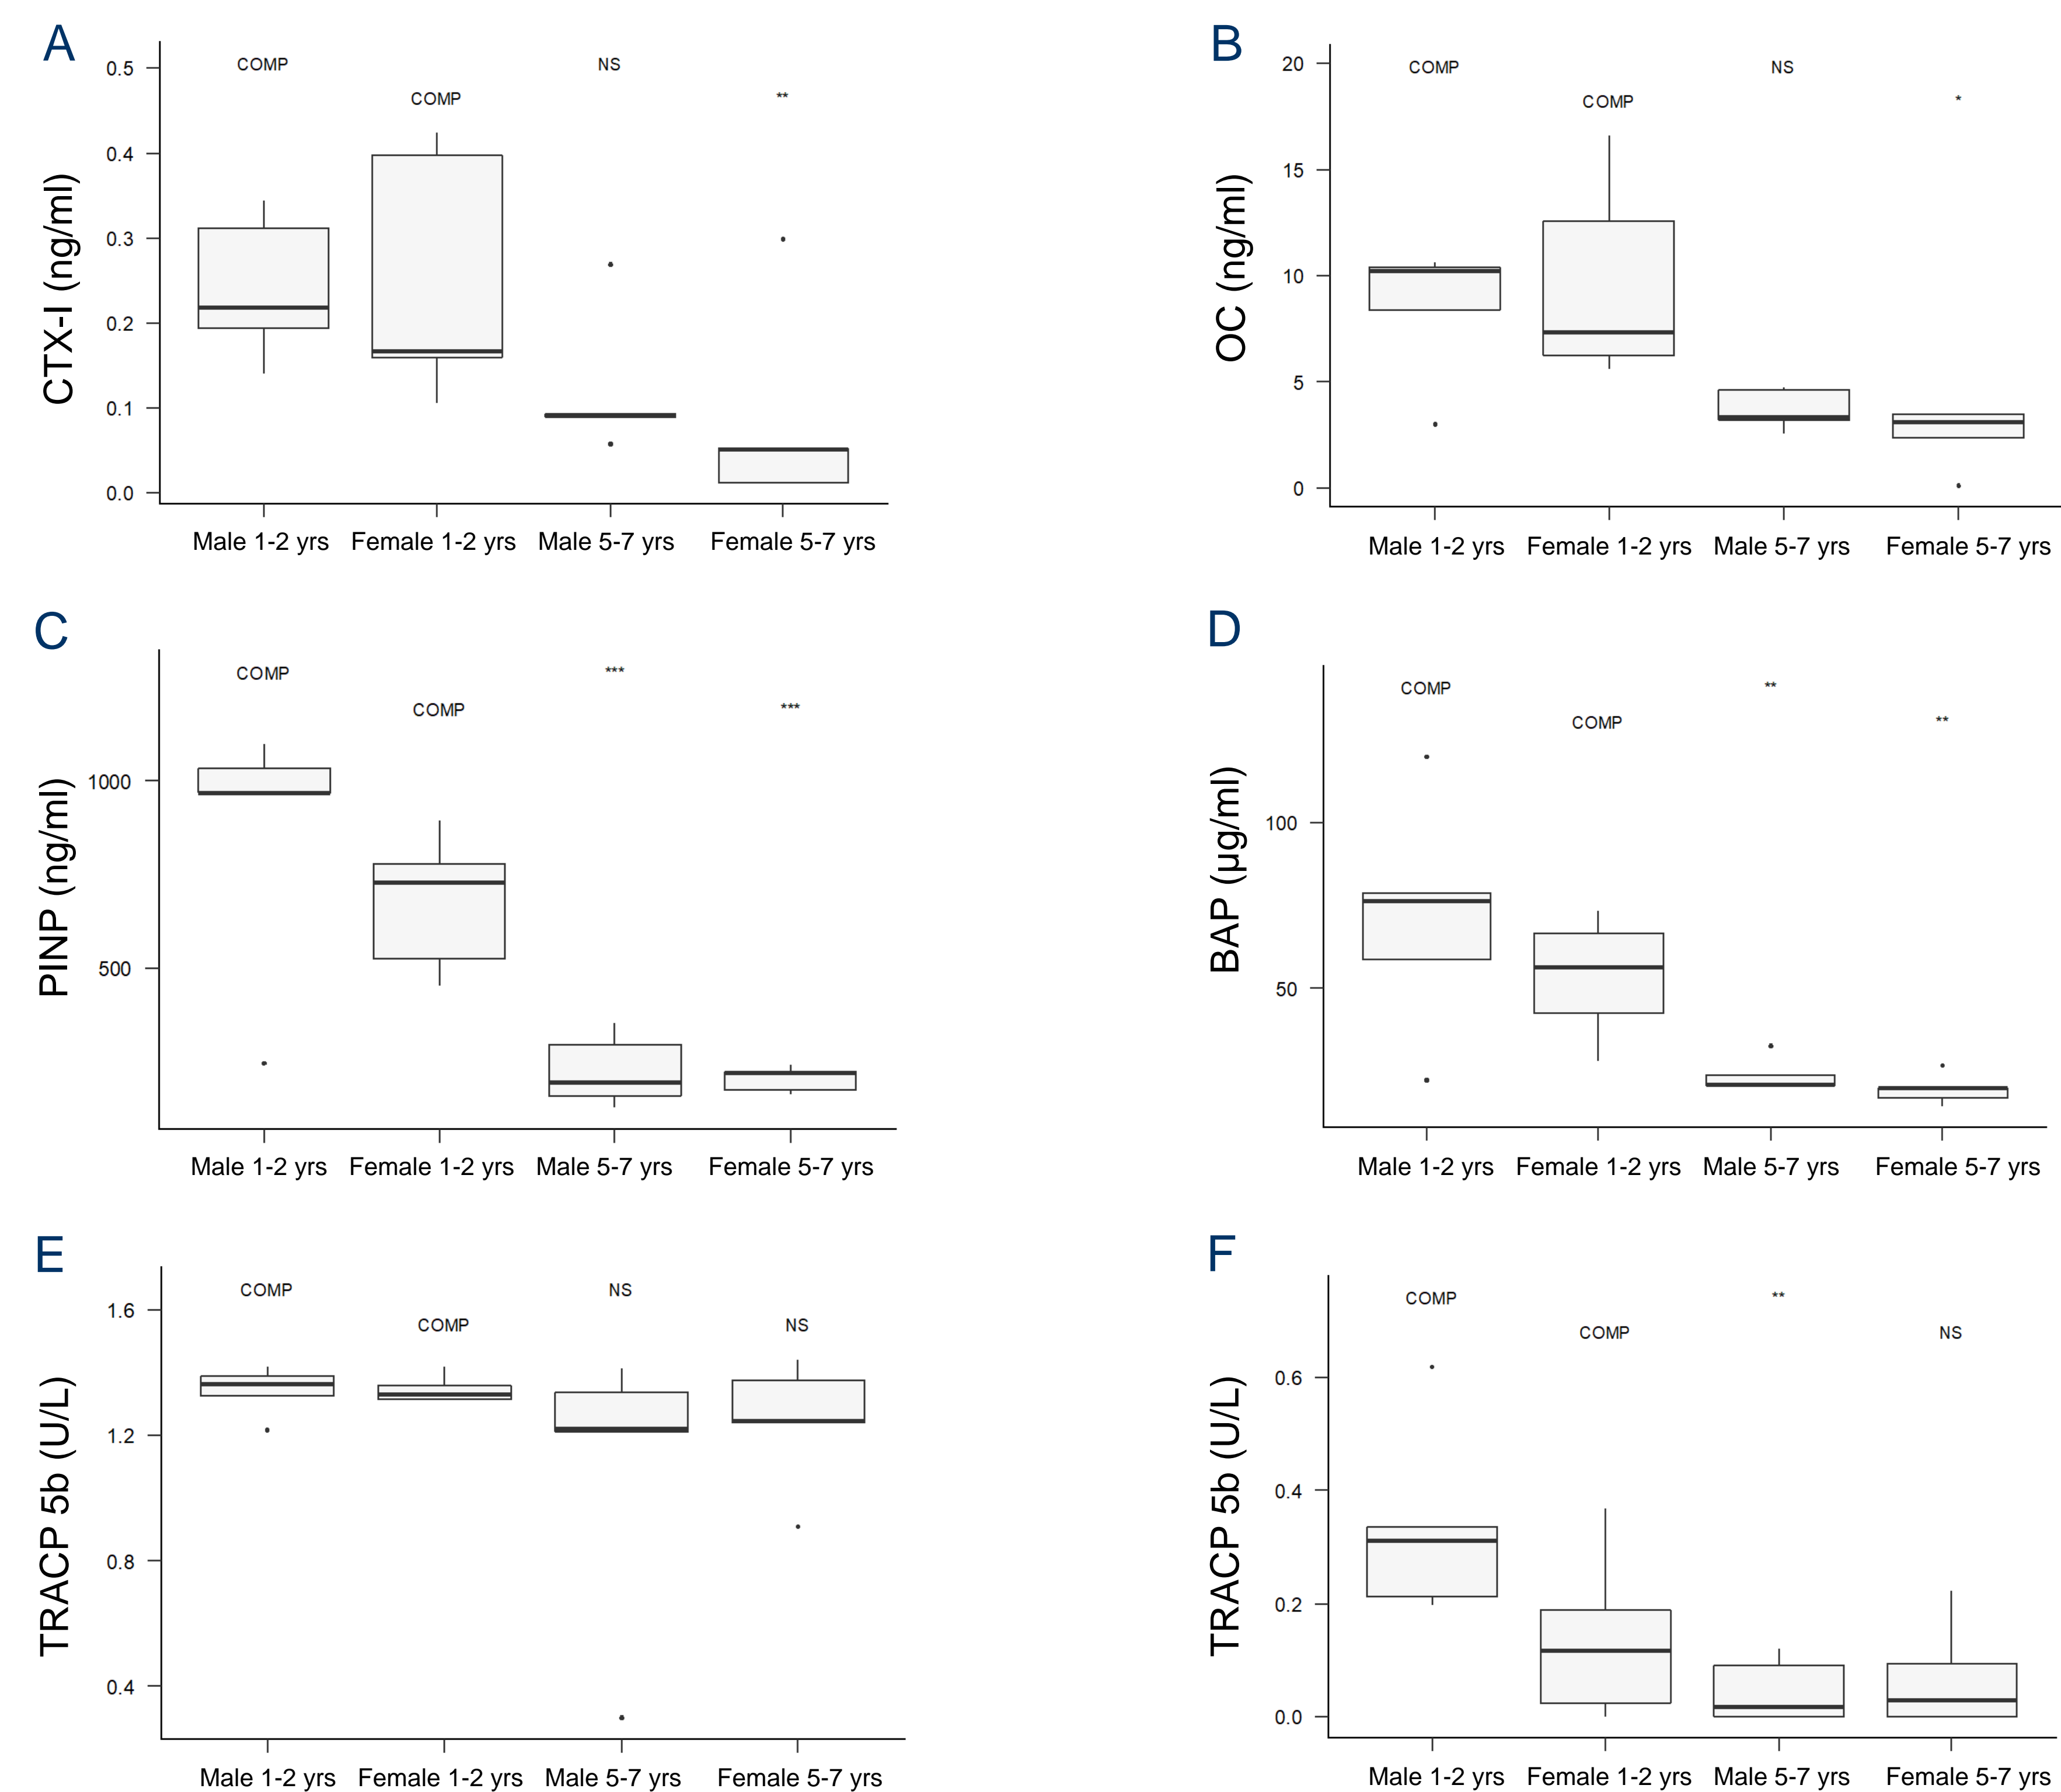 A
B
COMP
COMP
NS
**
0.5
0.4
0.3
0.2
0.1
0.0
CTX-I (ng/ml)
Male 1-2 yrs Female 1-2 yrs Male 5-7 yrs Female 5-7 yrs
COMP
COMP
NS
*
20
15
10
5
0
OC (ng/ml)
Male 1-2 yrs Female 1-2 yrs Male 5-7 yrs Female 5-7 yrs
C
D
COMP
COMP
***
***
1000
500
PINP (ng/ml)
Male 1-2 yrs Female 1-2 yrs Male 5-7 yrs Female 5-7 yrs
COMP
COMP
**
**
100
50
BAP (µg/ml)
Male 1-2 yrs Female 1-2 yrs Male 5-7 yrs Female 5-7 yrs
E
F
COMP
COMP
NS
NS
1.6
1.2
0.8
0.4
TRACP 5b (U/L)
Male 1-2 yrs Female 1-2 yrs Male 5-7 yrs Female 5-7 yrs
COMP
COMP
**
NS
0.6
0.4
0.2
0.0
TRACP 5b (U/L)
Male 1-2 yrs Female 1-2 yrs Male 5-7 yrs Female 5-7 yrs